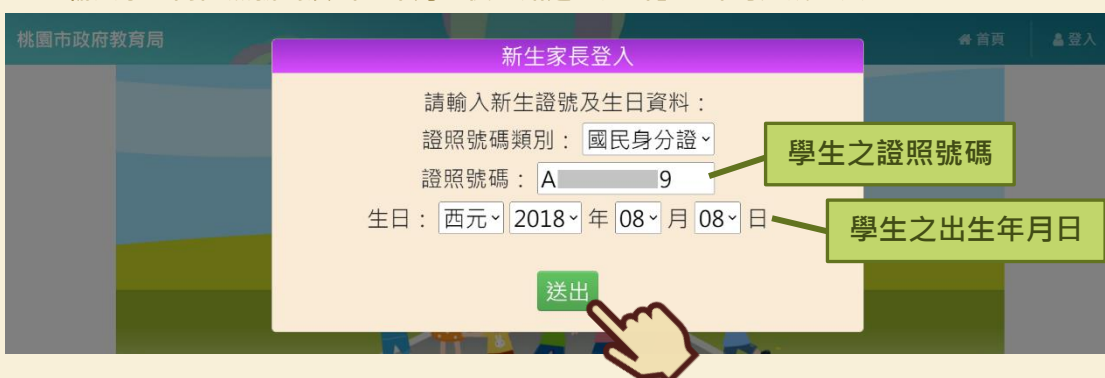 桃園市政府教育局
首頁
登入
新生家長登入
請輸入新生證號及生日資料：
證照號碼類別： 國民身分證
證照號碼： A 9
學生之證照號碼
生日： 西元 2018 年 08 月 08 日
學生之出生年月日
送出